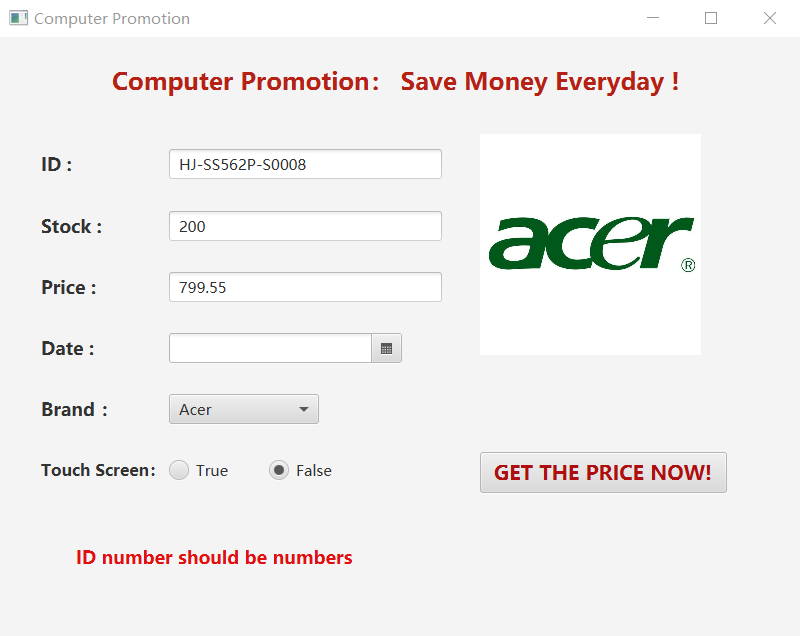 Computer Promotion
Computer Promotion： Save Money Everyday !
ID :
HJ-SS562P-S0008
acer
®
Stock :
200
Price :
799.55
Date :
Brand :
Acer
Touch Screen:
True
False
GET THE PRICE NOW!
ID number should be numbers